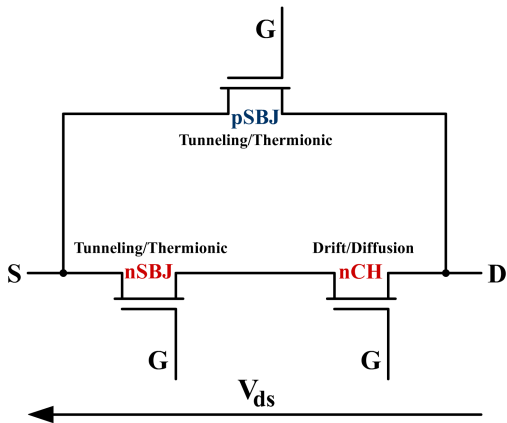 G
pSBJ
Tunneling/Thermionic
Tunneling/Thermionic
Drift/Diffusion
S
nSBJ
nCH
D
G
G
Vds